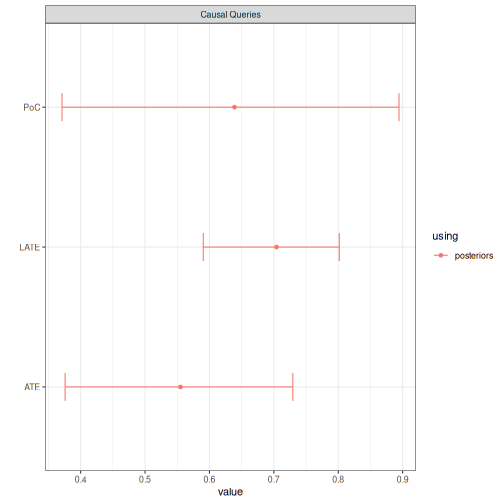 Causal Queries
PoC
LATE
ATE
0.4 0.5 0.6 0.7 0.8 0.9
value
using
posteriors